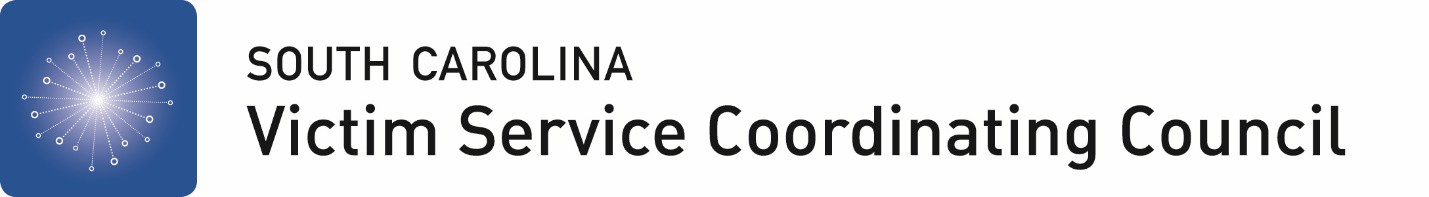 SOUTH CAROLINA
Victim Service Coordinating Council